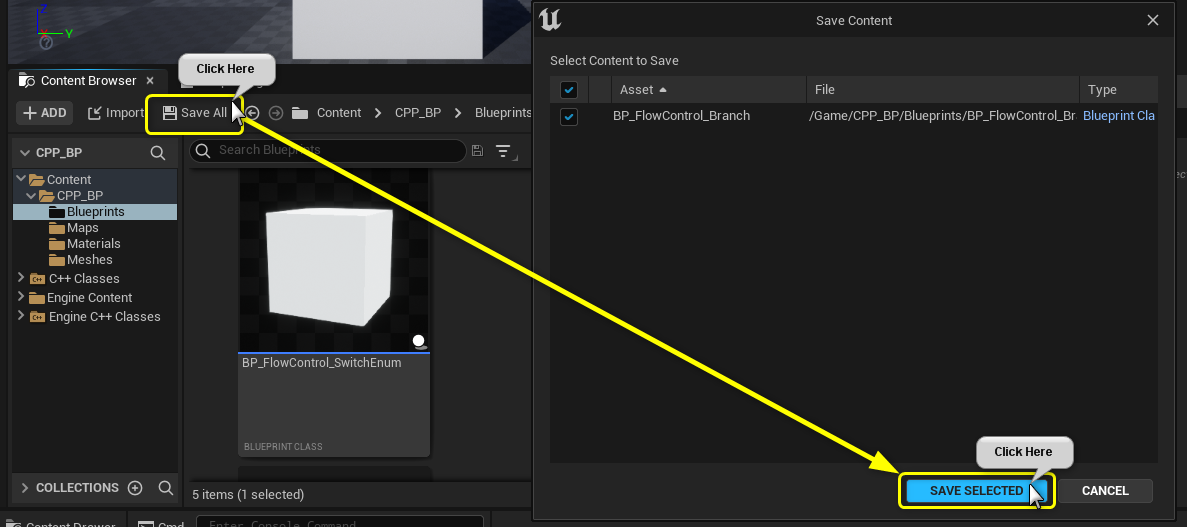 Z
Y
X
?
Click Here
Content Browser
ADD
Import
Save All
Content
CPP_BP
Blueprints
CPP_BP
Search Blueprints
Content
CPP_BP
Blueprints
Maps
Materials
Meshes
C++ Classes
Engine Content
Engine C++ Classes
BP_FlowControl_SwitchEnum
BLUEPRINT CLASS
COLLECTIONS
5 items (1 selected)
Content Drawer
Cmd
Enter Console Command
Save Content
Select Content to Save
Asset
File
Type
BP_FlowControl_Branch
/Game/CPP_BP/Blueprints/BP_FlowControl_Br
Blueprint Cla
Click Here
SAVE SELECTED
CANCEL